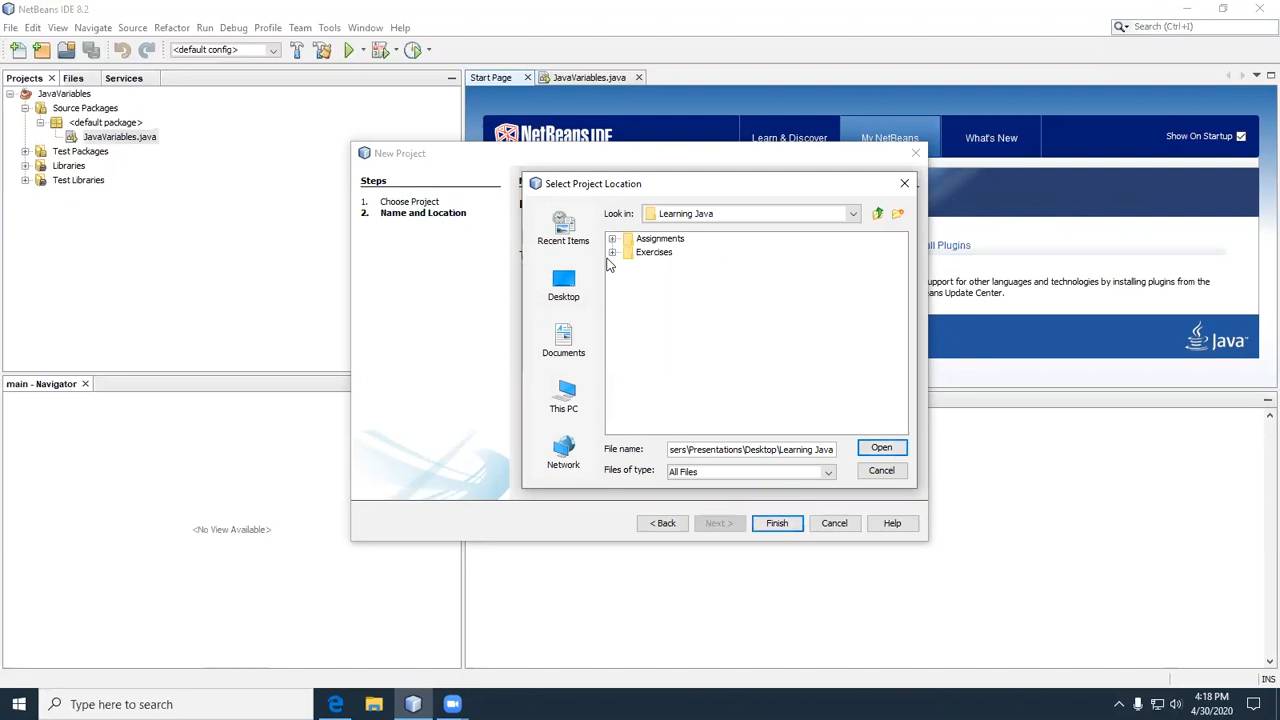 NetBeans IDE 8.2
File Edit View Navigate Source Refactor Run Debug Profile Team Tools Window Help
Search (Ctrl+I)
<default config>
Projects Files Services
Start Page JavaVariables.java
JavaVariables
Source Packages
<default package>
JavaVariables.java
Test Packages
Libraries
Test Libraries
NetBeans IDE
Learn & Discover My NetBeans What's New
Show On Startup
New Project
Steps
1. Choose Project
2. Name and Location
Select Project Location
Look in: Learning Java
Recent Items
Desktop
Documents
This PC
Network
Assignments
Exercises
File name: sers\Presentations\Desktop\Learning Java
Open
Files of type: All Files
Cancel
all Plugins
support for other languages and technologies by installing plugins from the
eans Update Center.
Java
< Back Next > Finish Cancel Help
main - Navigator
<No View Available>
INS
Type here to search
4:18 PM
4/30/2020